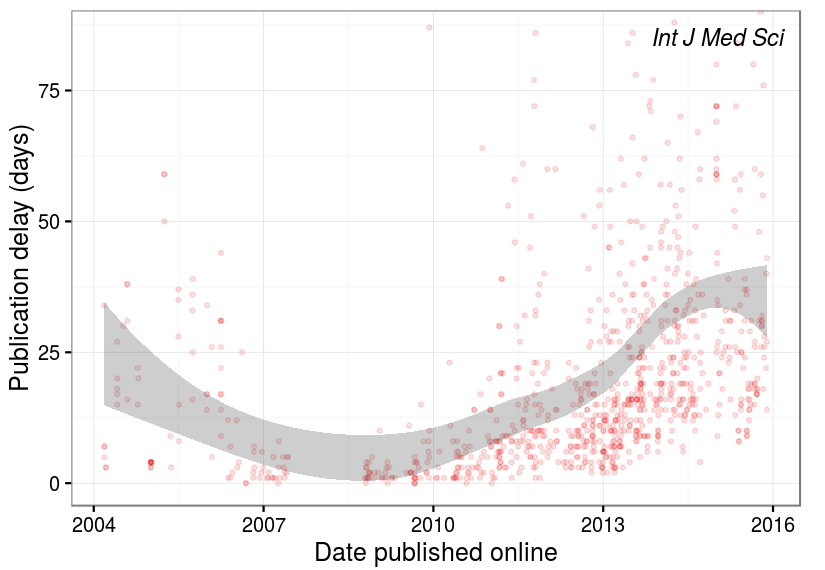 Int J Med Sci
Publication delay (days)
75
50
25
0
2004 2007 2010 2013 2016
Date published online